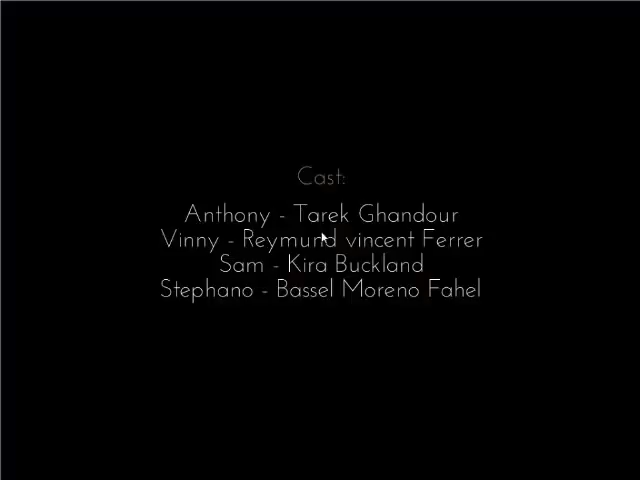 Cast:
Anthony - Tarek Ghandour
Vinny - Reymund vincent Ferrer
Sam - Kira Buckland
Stephano - Bassel Moreno Fahel